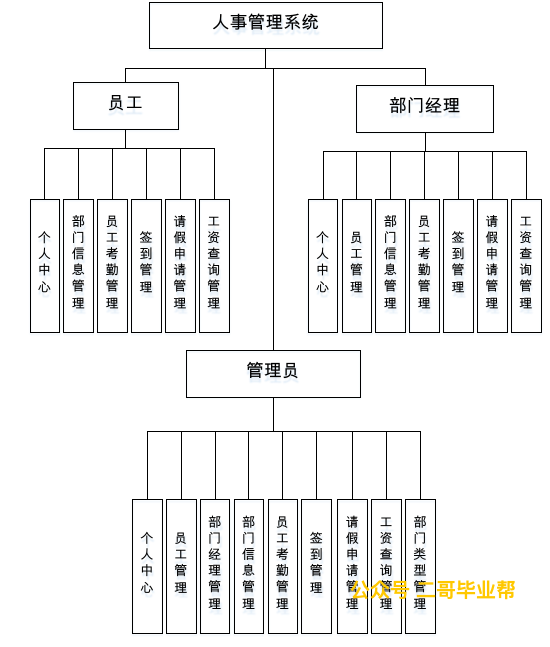 人事管理系统
员工
部门经理
个人中心
部门信息管理
员工考勤管理
签到管理
请假申请管理
工资查询管理
个人中心
员工管理
部门信息管理
员工考勤管理
签到管理
请假申请管理
工资查询管理
管理员
个人中心
员工管理
部门经理管理
部门信息管理
员工考勤管理
签到管理
请假申请管理
工资查询管理
部门类型管理
公众号 二哥毕业帮